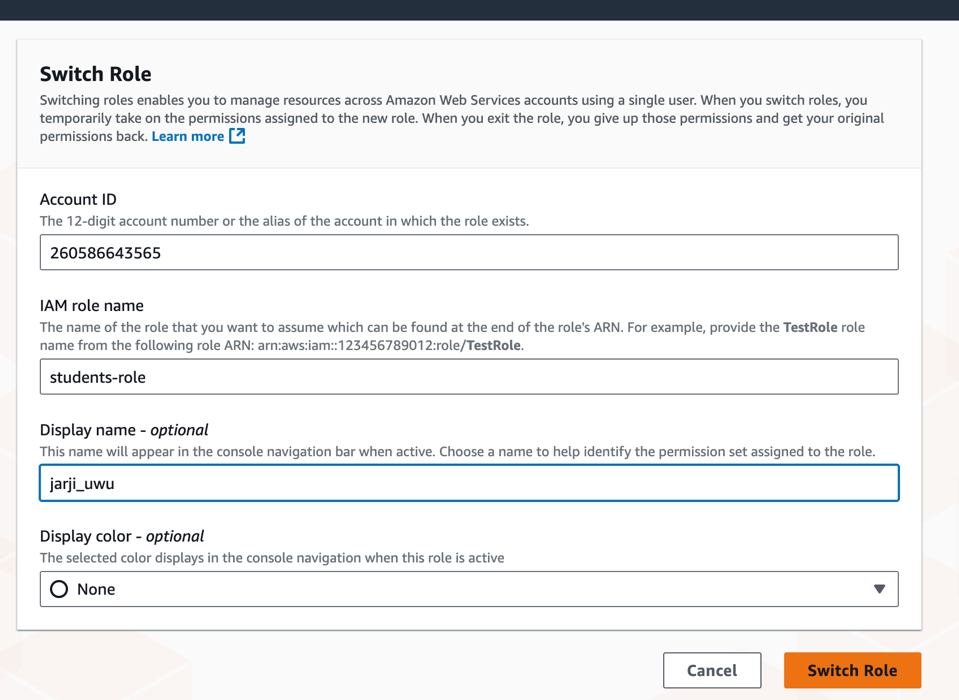 Switch Role
Switching roles enables you to manage resources across Amazon Web Services accounts using a single user. When you switch roles, you
temporarily take on the permissions assigned to the new role. When you exit the role, you give up those permissions and get your original
permissions back. Learn more
Account ID
The 12-digit account number or the alias of the account in which the role exists.
260586643565
IAM role name
The name of the role that you want to assume which can be found at the end of the role's ARN. For example, provide the TestRole role
name from the following role ARN: arn:aws:iam::123456789012:role/TestRole.
students-role
Display name - optional
This name will appear in the console navigation bar when active. Choose a name to help identify the permission set assigned to the role.
jarji_uwu
Display color - optional
The selected color displays in the console navigation when this role is active
None
Cancel Switch Role